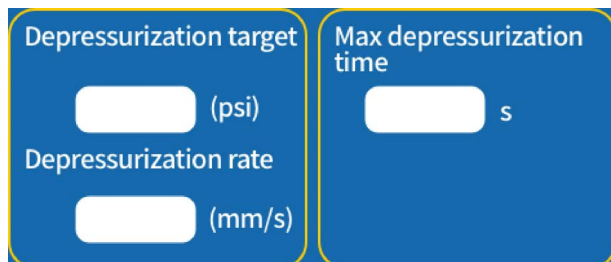 Depressurization target
(psi)
Depressurization rate
(mm/s)
Max depressurization
time
s